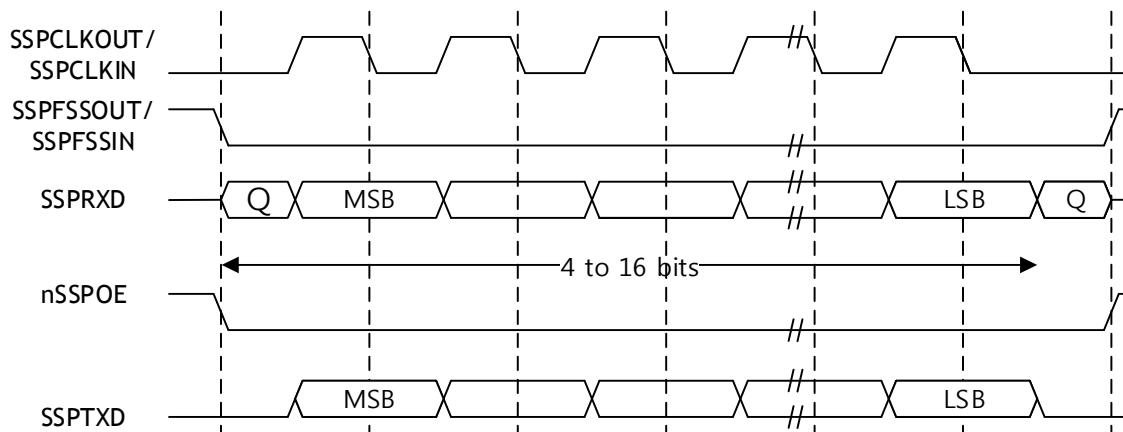 SSPCLKOUT/
SSPCLKIN
SSPFSSOUT/
SSPFSSIN
SSPRXD Q MSB LSB Q
4 to 16 bits
nSSPOE
SSPTXD MSB LSB